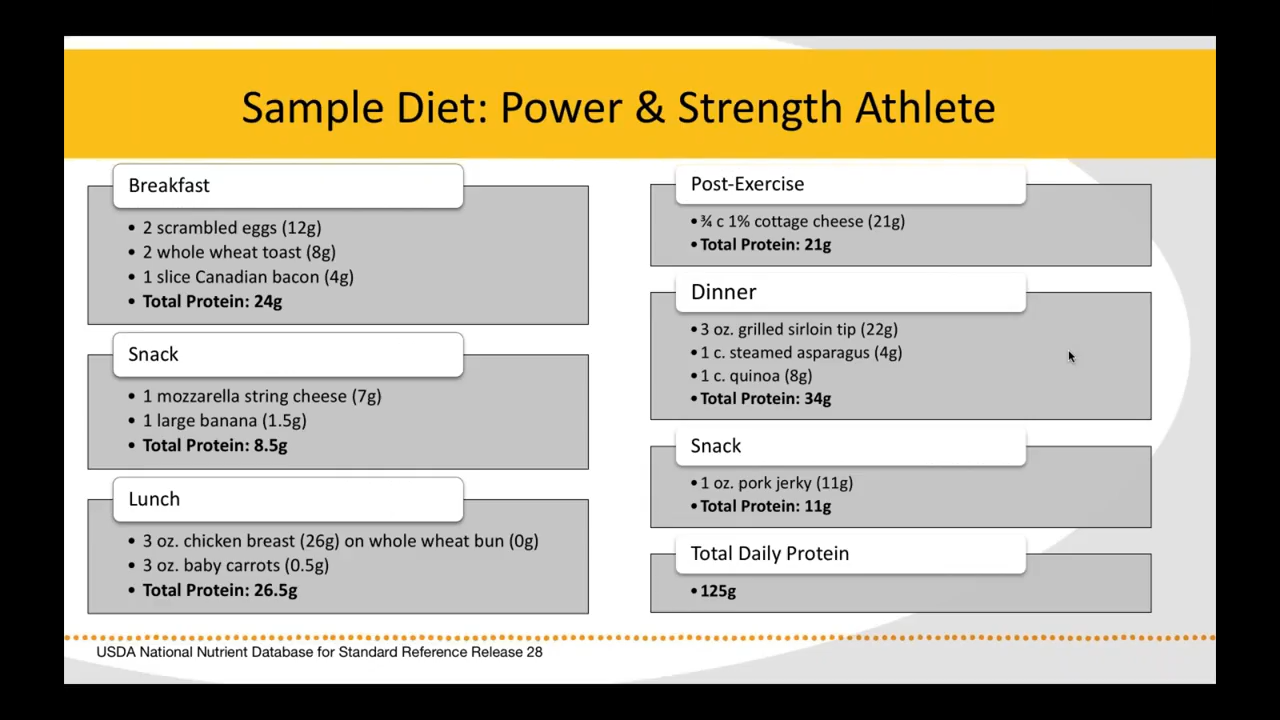 Sample Diet: Power & Strength Athlete
Breakfast
• 2 scrambled eggs (12g)
• 2 whole wheat toast (8g)
• 1 slice Canadian bacon (4g)
• Total Protein: 24g
Snack
• 1 mozzarella string cheese (7g)
• 1 large banana (1.5g)
• Total Protein: 8.5g
Lunch
• 3 oz. chicken breast (26g) on whole wheat bun (0g)
• 3 oz. baby carrots (0.5g)
• Total Protein: 26.5g
Post-Exercise
• ¾ c 1% cottage cheese (21g)
• Total Protein: 21g
Dinner
• 3 oz. grilled sirloin tip (22g)
• 1 c. steamed asparagus (4g)
• 1 c. quinoa (8g)
• Total Protein: 34g
Snack
• 1 oz. pork jerky (11g)
• Total Protein: 11g
Total Daily Protein
• 125g
USDA National Nutrient Database for Standard Reference Release 28